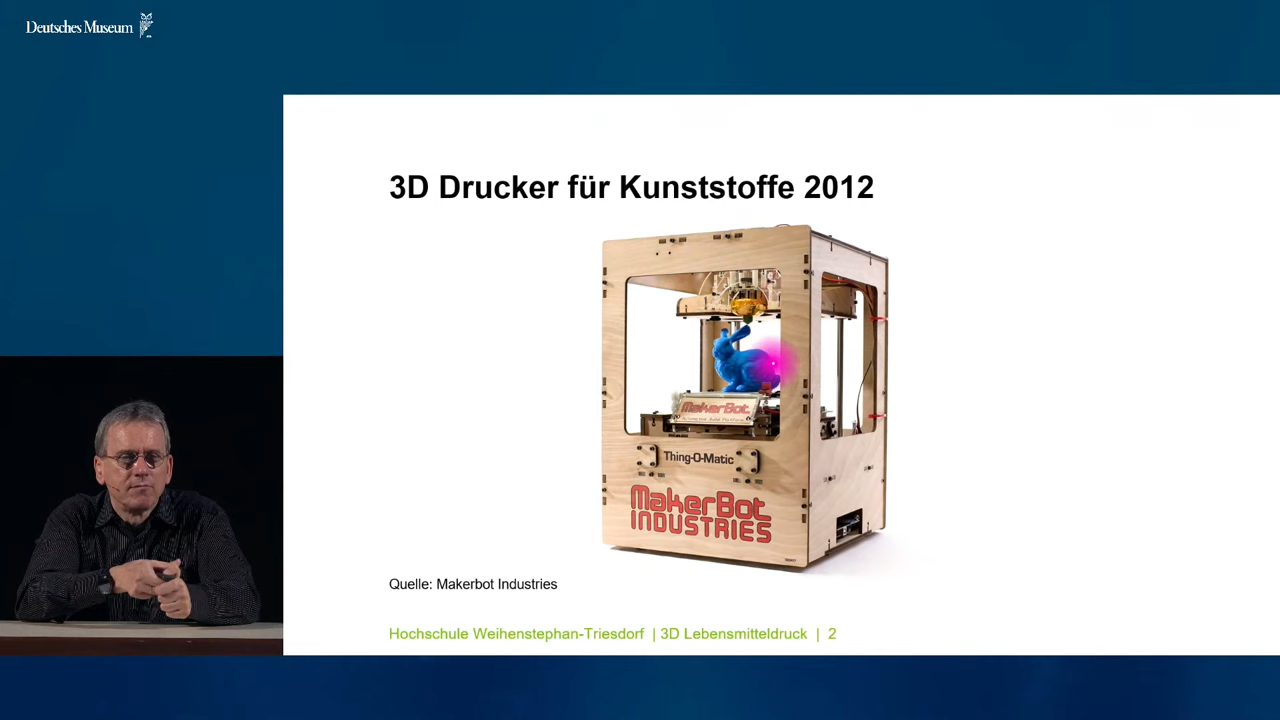 Deutsches Museum
3D Drucker für Kunststoffe 2012
MakerBot
Thing-O-Matic
MakerBot
INDUSTRIES
Quelle: Makerbot Industries
Hochschule Weihenstephan-Triesdorf | 3D Lebensmitteldruck | 2